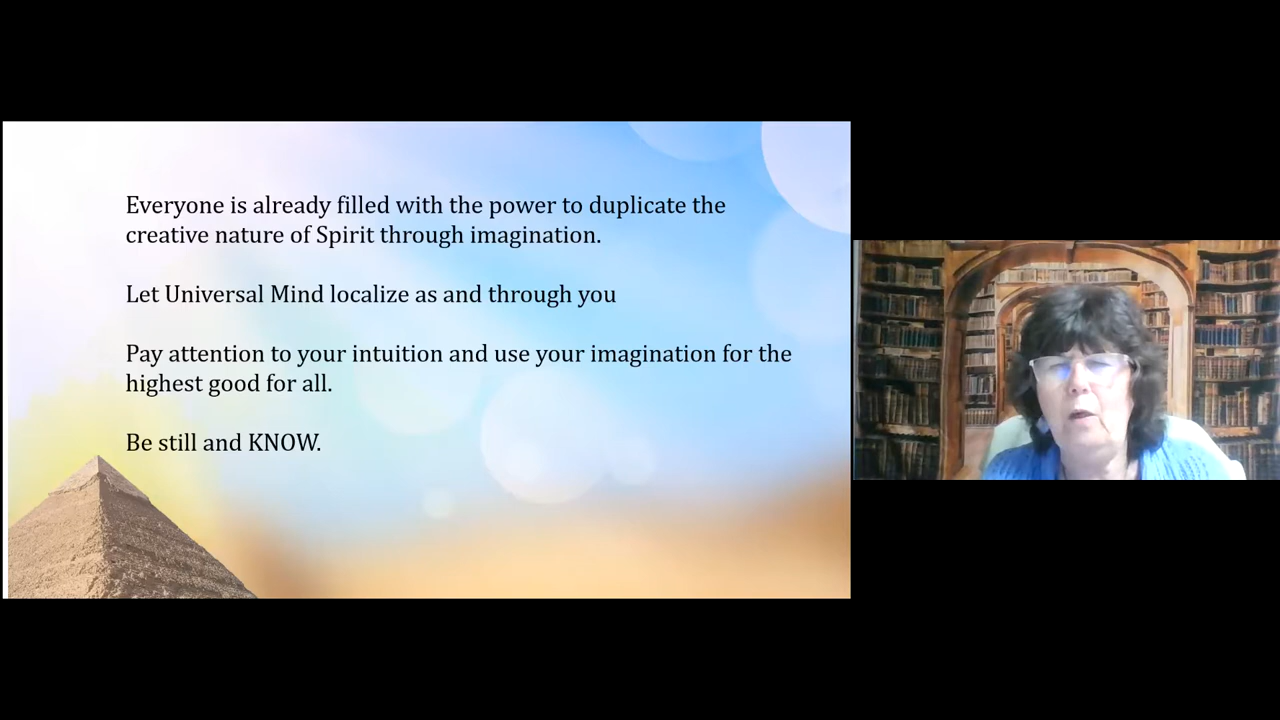 Everyone is already filled with the power to duplicate the
creative nature of Spirit through imagination.
Let Universal Mind localize as and through you
Pay attention to your intuition and use your imagination for the
highest good for all.
Be still and KNOW.